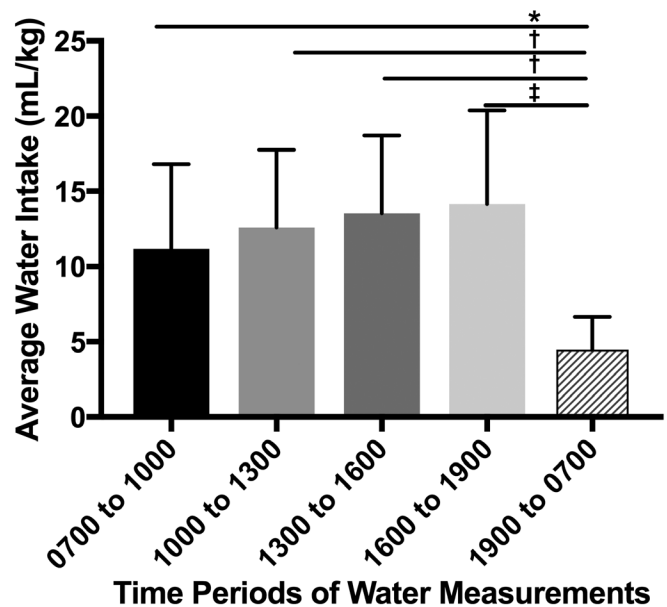 *
†
†
‡
Average Water Intake (mL/kg)
25
20
15
10
5
0
0700 to 1000
1000 to 1300
1300 to 1600
1600 to 1900
1900 to 0700
Time Periods of Water Measurements